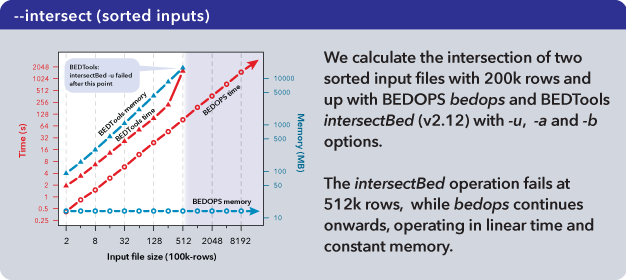 --intersect (sorted inputs)
BEDTools:
intersectBed -u failed
after this point
2048
1024
512
256
128
64
32
16
8
4
2
1
0.5
0.25
Time (s)
BEDTools memory
BEDTools time
BEDOPS time
BEDOPS memory
10000
5000
1000
500
100
50
10
Memory (MB)
2 8 32 128 512 2048 8192
Input file size (100k-rows)
We calculate the intersection of two
sorted input files with 200k rows and
up with BEDOPS bedops and BEDTools
intersectBed (v2.12) with -u, -a and -b
options.
The intersectBed operation fails at
512k rows, while bedops continues
onwards, operating in linear time and
constant memory.